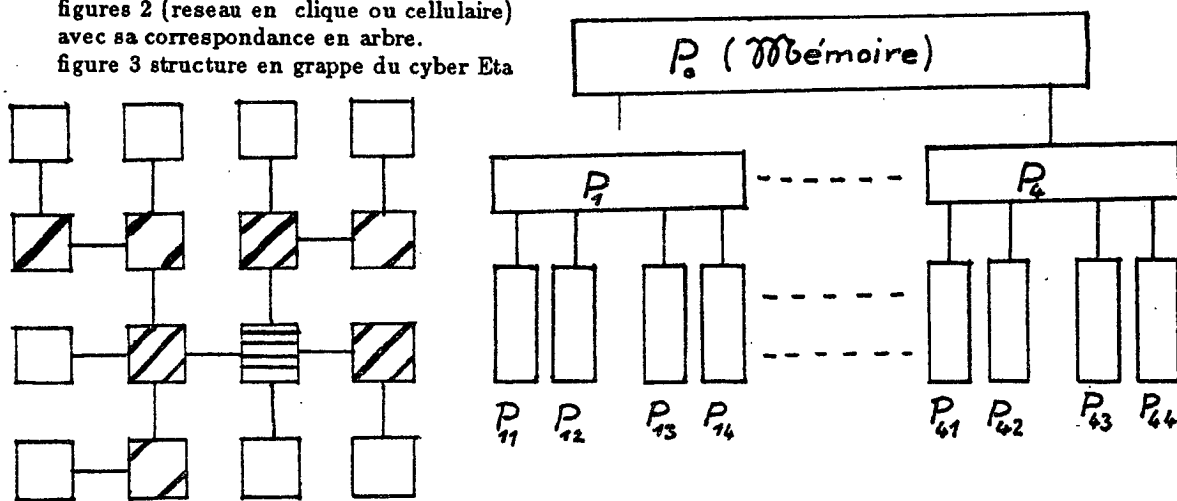 figures 2 (reseau en clique ou cellulaire)
avec sa correspondance en arbre.
figure 3 structure en grappe du cyber Eta
P₀ (Mémoire)
P₁ P₄
P₁₁ P₁₂ P₁₃ P₁₄ P₄₁ P₄₂ P₄₃ P₄₄